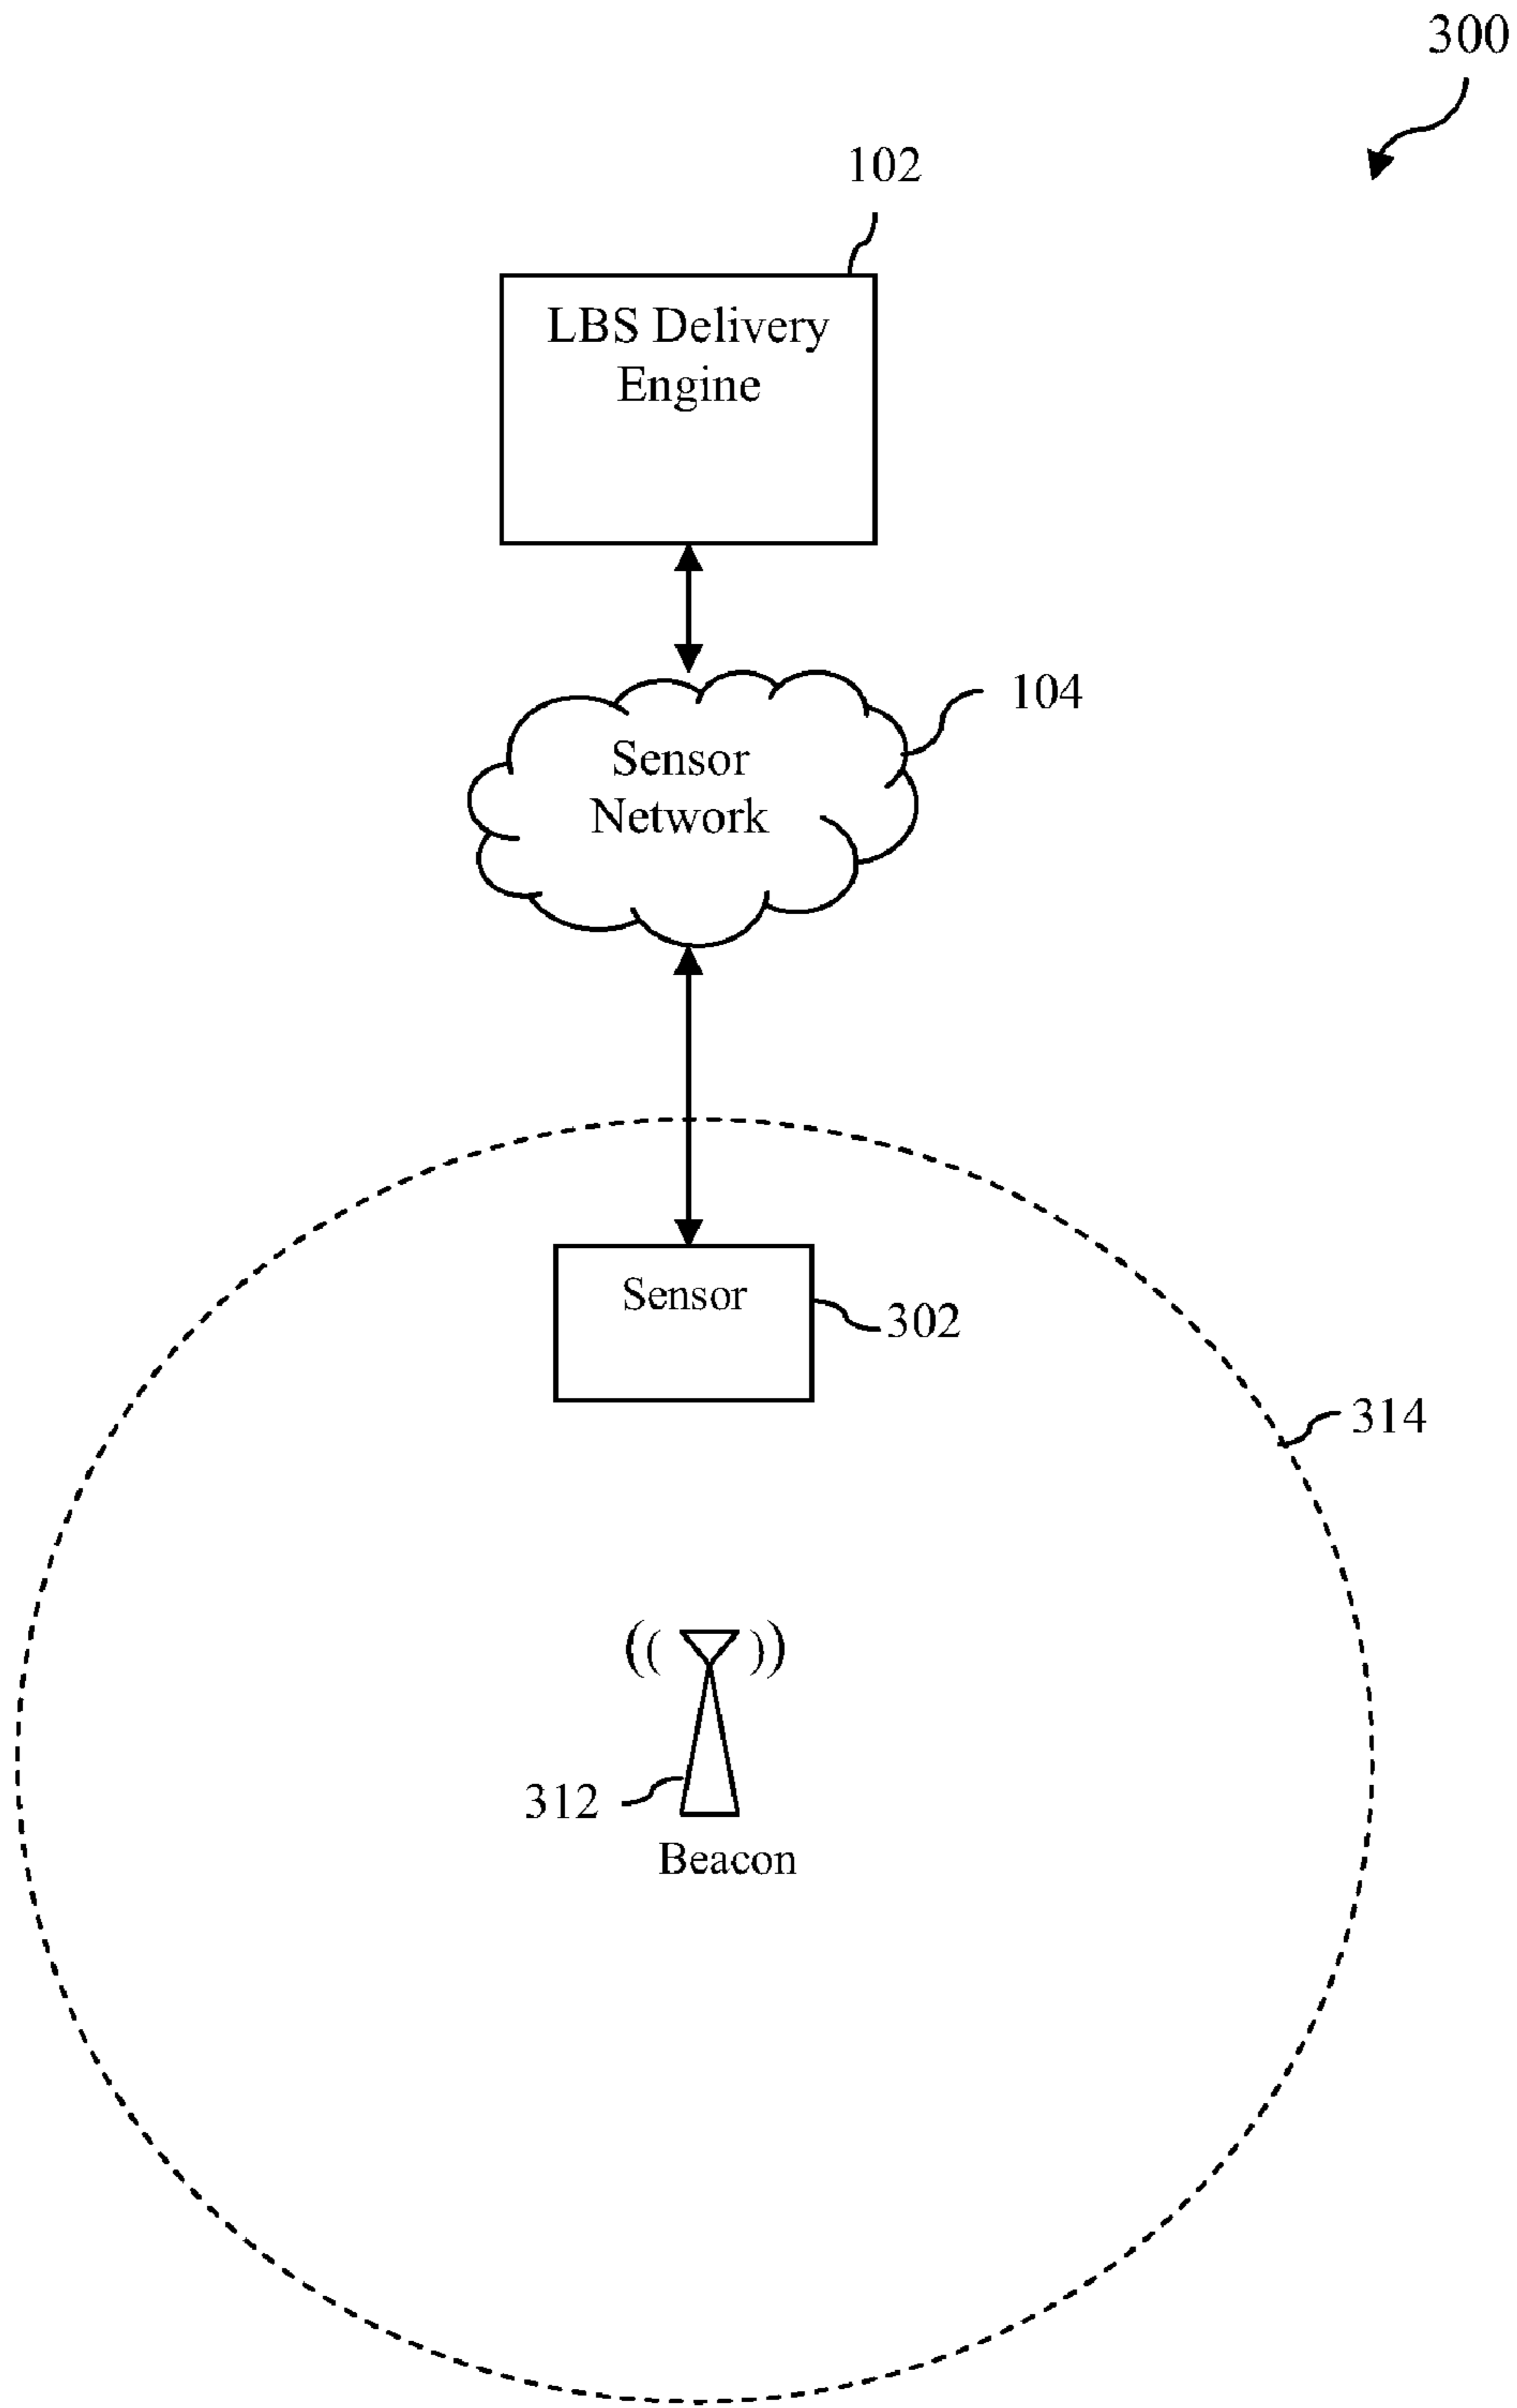 300
102
LBS Delivery
Engine
104
Sensor
Network
Sensor
302
314
312
Beacon